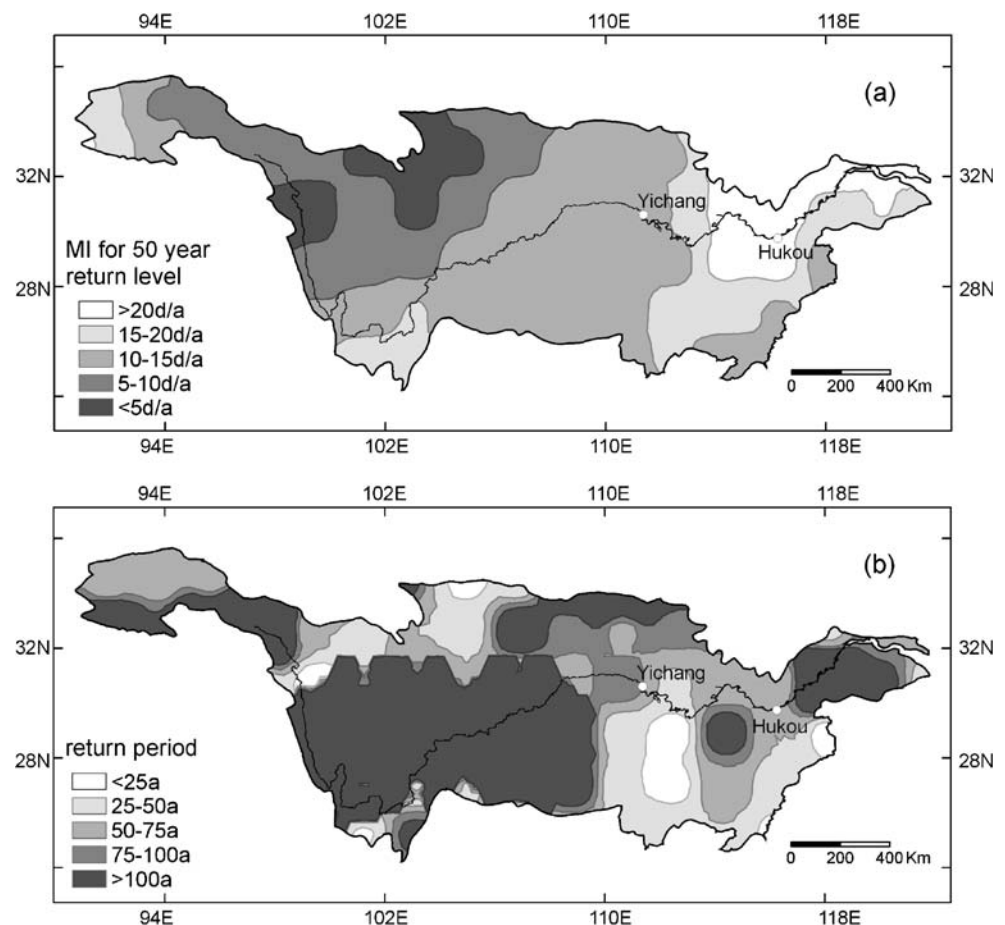 94E 102E 110E 118E
(a)
32N 32N
Yichang
Hukou
MI for 50 year
return level
28N 28N
>20d/a
15-20d/a
10-15d/a
5-10d/a
<5d/a
0 200 400 Km
94E 102E 110E 118E
94E 102E 110E 118E
(b)
32N 32N
Yichang
Hukou
return period
28N 28N
<25a
25-50a
50-75a
75-100a
>100a
0 200 400 Km
94E 102E 110E 118E